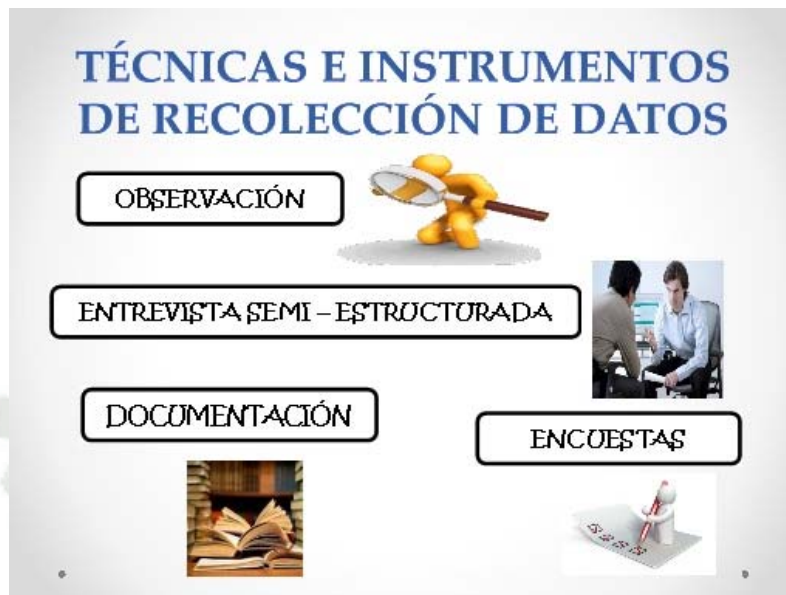 TÉCNICAS E INSTRUMENTOS
DE RECOLECCIÓN DE DATOS
OBSERVACIÓN
ENTREVISTA SEMI – ESTRUCTURADA
DOCUMENTACIÓN
ENCUESTAS